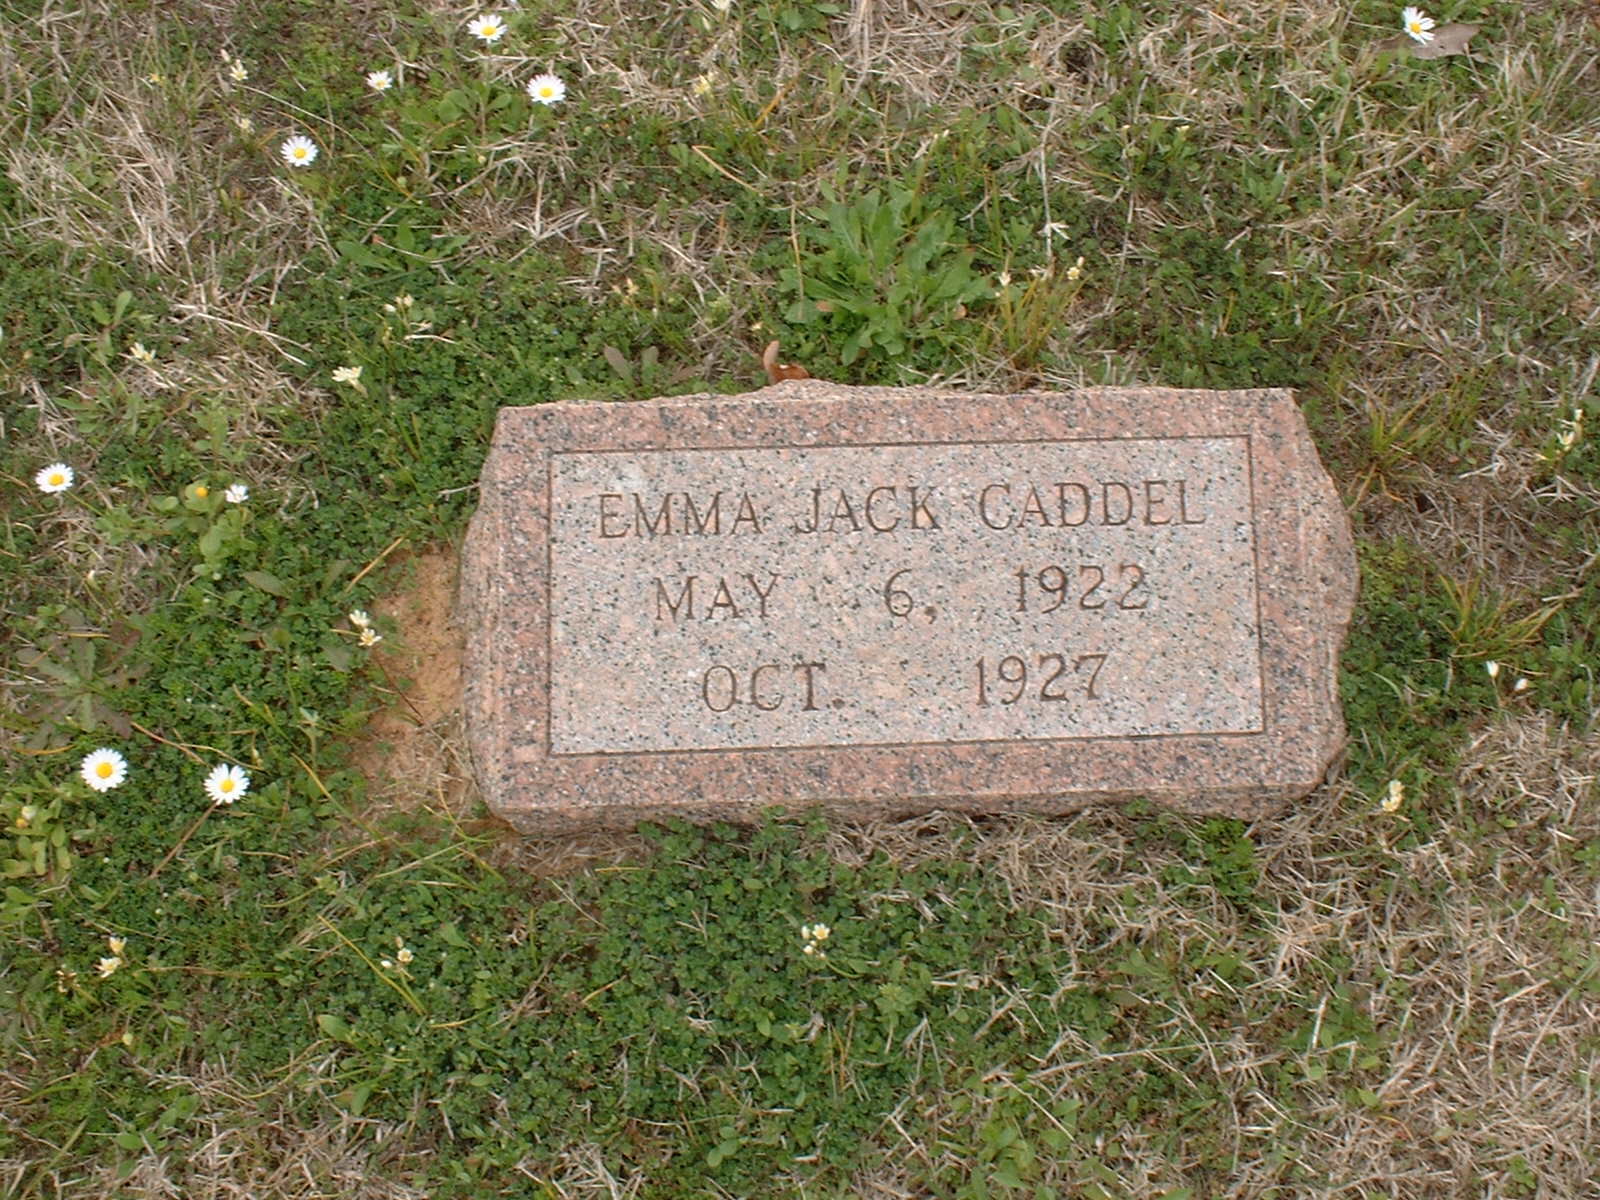 EMMA JACK CADDEL
MAY 6, 1922
OCT. 1927